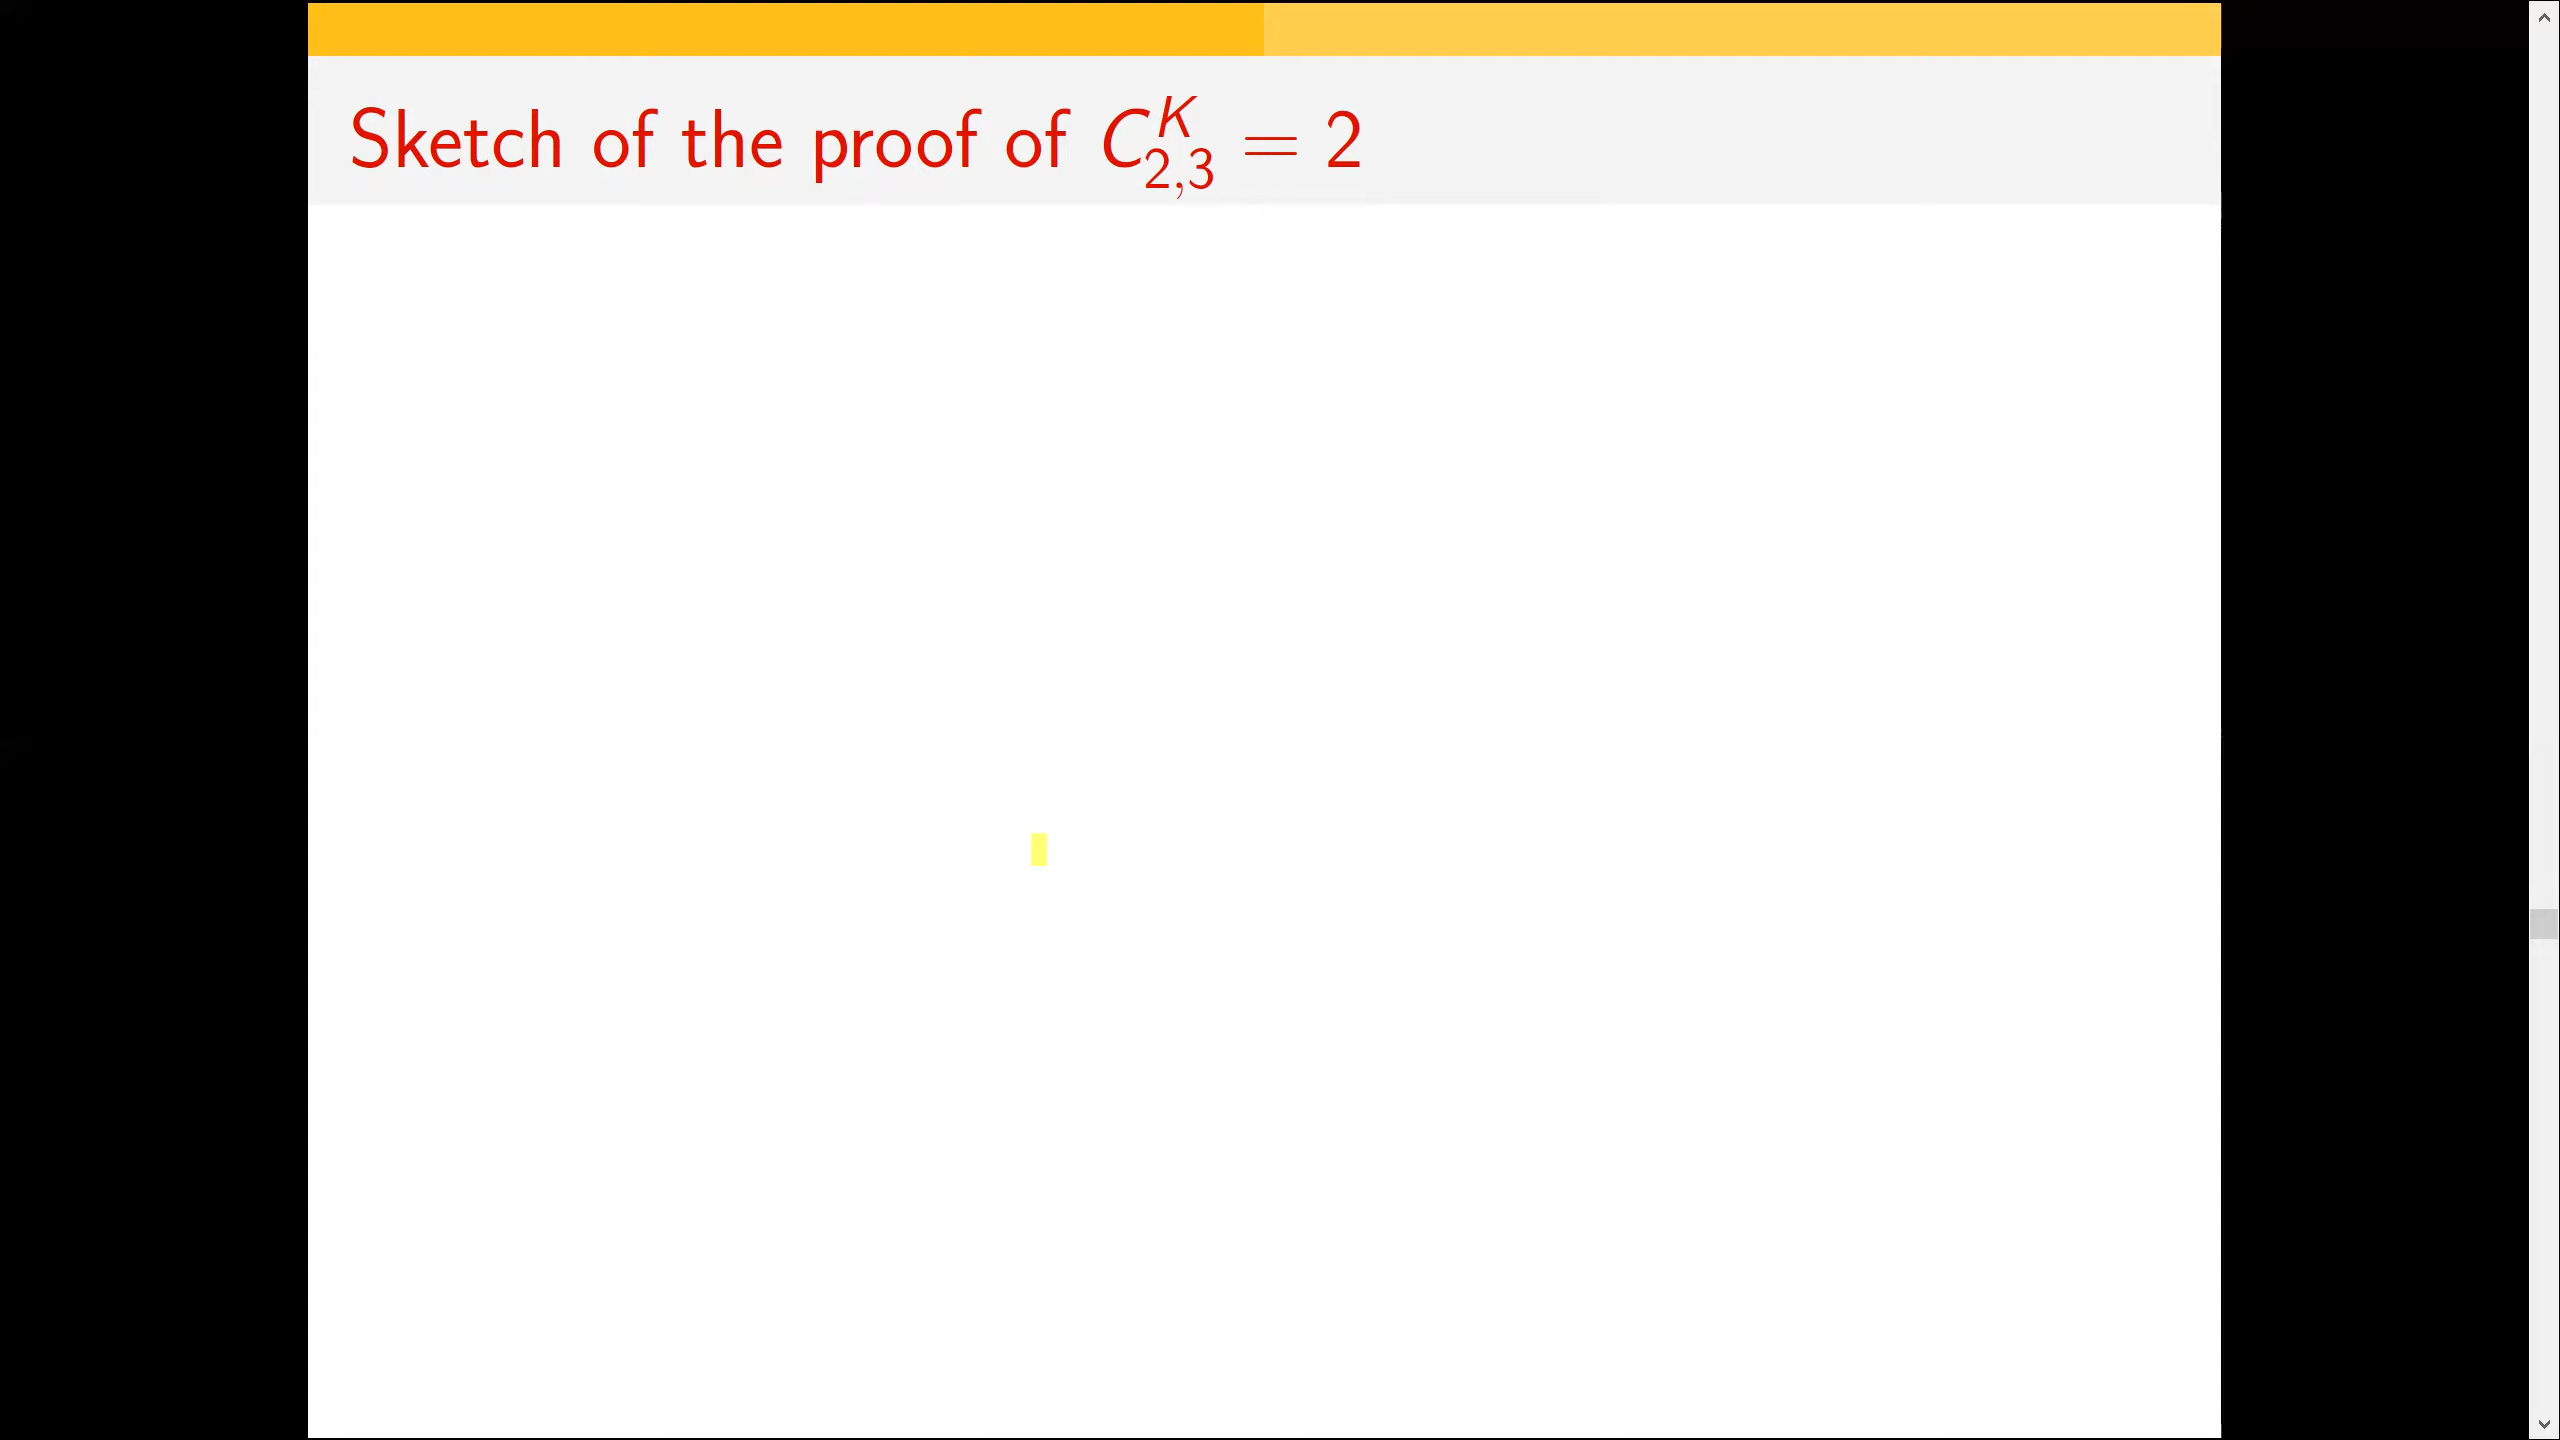 Sketch of the proof of $C^{K}_{2,3} = 2$